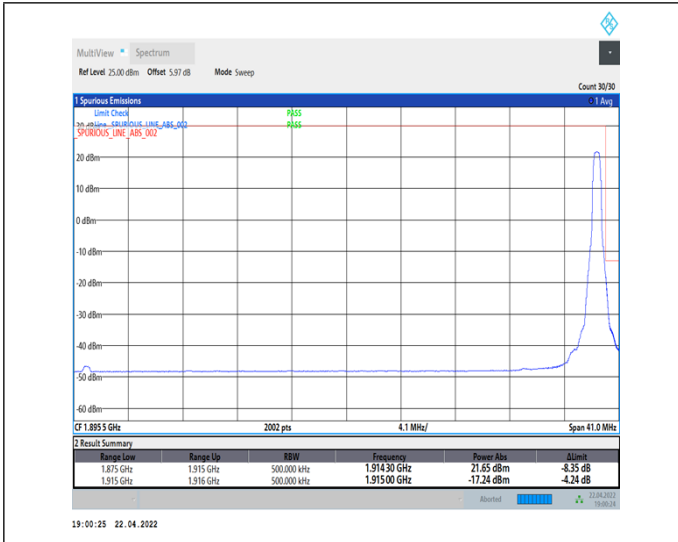 MultiView Spectrum
Ref Level 25.00 dBm Offset 5.97 dB Mode Sweep
Count 30/30
1 Spurious Emissions 1 Avg
Limit Check PASS
Line _SPURIOUS_LINE_ABS_002 PASS
_SPURIOUS_LINE_ABS_002
20 dBm
10 dBm
0 dBm
-10 dBm
-20 dBm
-30 dBm
-40 dBm
-50 dBm
-60 dBm
CF 1.895 5 GHz 2002 pts 4.1 MHz/ Span 41.0 MHz
2 Result Summary
Range Low Range Up RBW Frequency Power Abs ΔLimit
1.875 GHz 1.915 GHz 500.000 kHz 1.91430 GHz 21.65 dBm -8.35 dB
1.915 GHz 1.916 GHz 500.000 kHz 1.91500 GHz -17.24 dBm -4.24 dB
Aborted 22.04.2022
19:00:24
19:00:25 22.04.2022